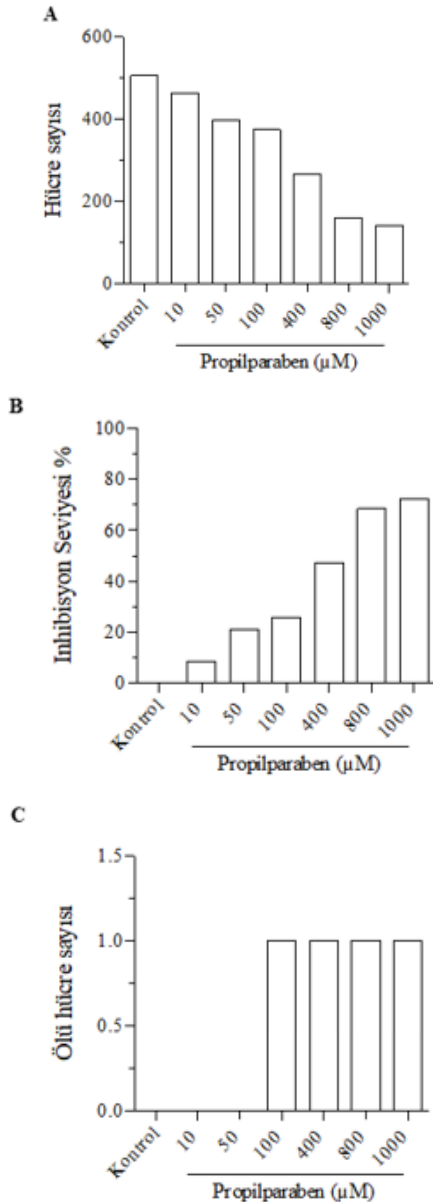 A
Hücre sayısı
600
400
200
0
Kontrol
10
50
100
400
800
1000
Propilparaben (µM)
B
Inhibisyon Seviyesi %
100
80
60
40
20
0
Kontrol
10
50
100
400
800
1000
Propilparaben (µM)
C
Ölü hücre sayısı
1.5
1.0
0.5
0.0
Kontrol
10
50
100
400
800
1000
Propilparaben (µM)